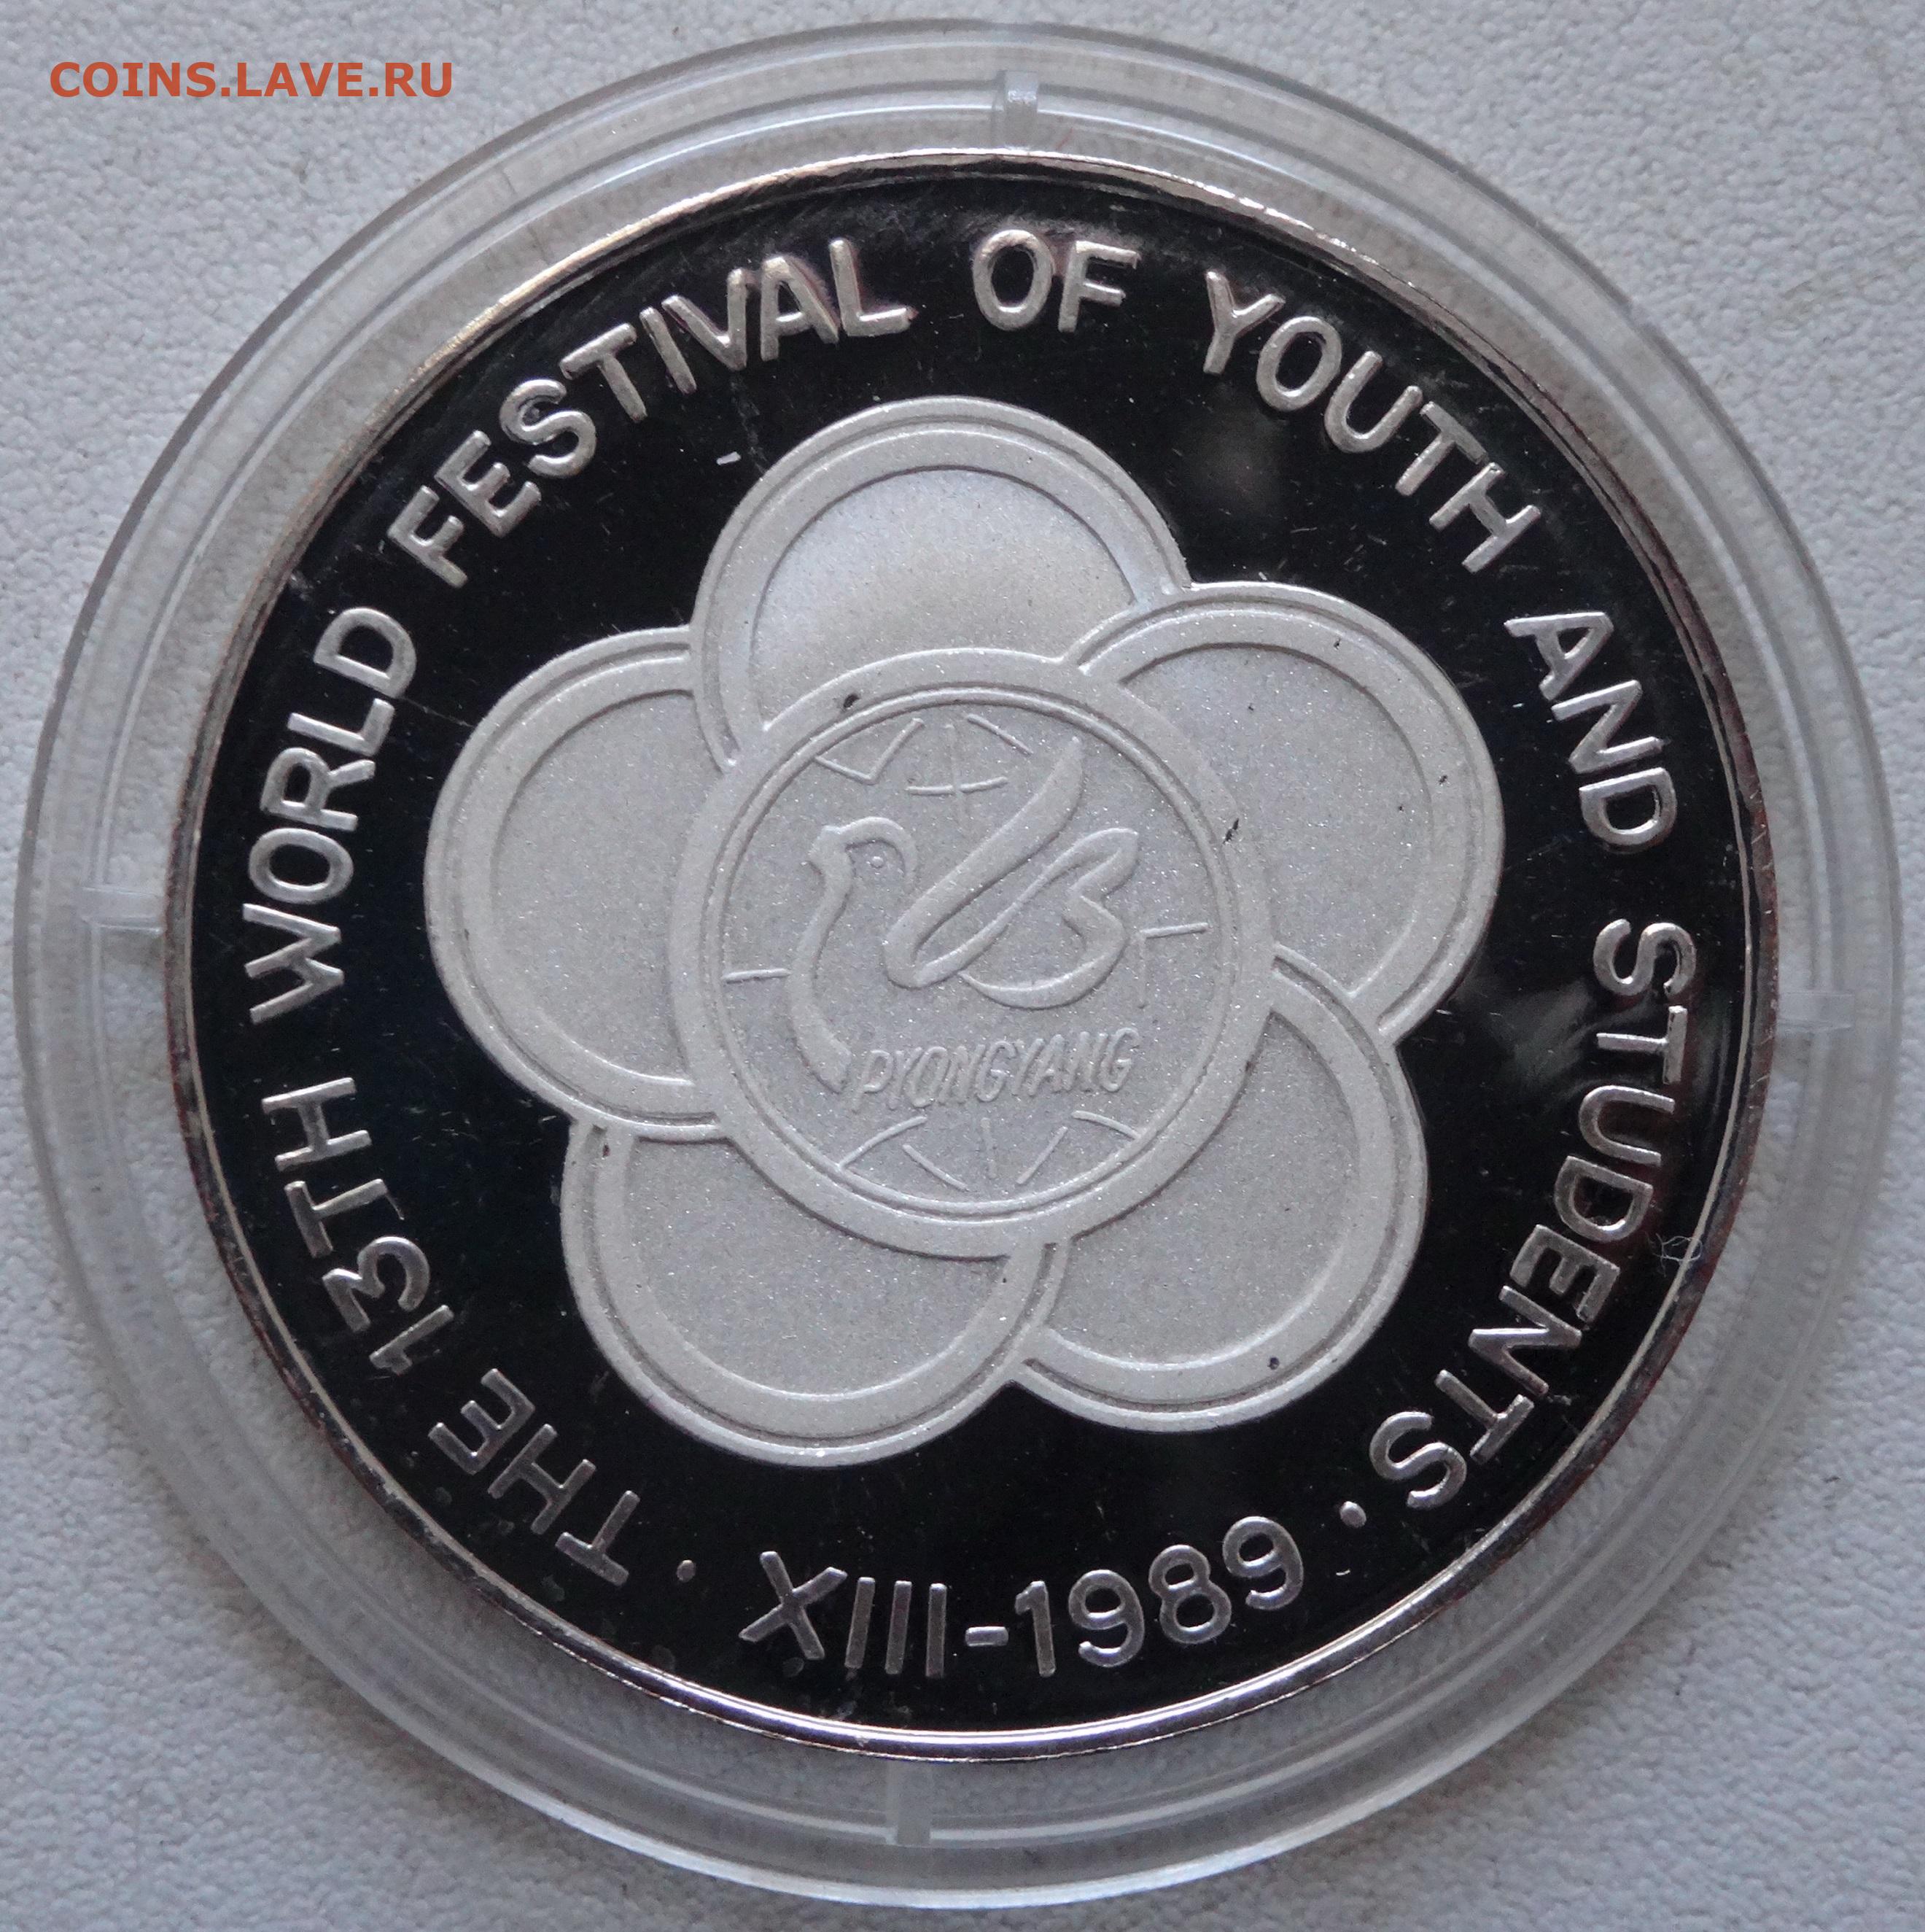 COINS.LAVE.RU
THE 13TH WORLD FESTIVAL OF YOUTH AND STUDENTS
· XIII-1989 ·
PYONGYANG